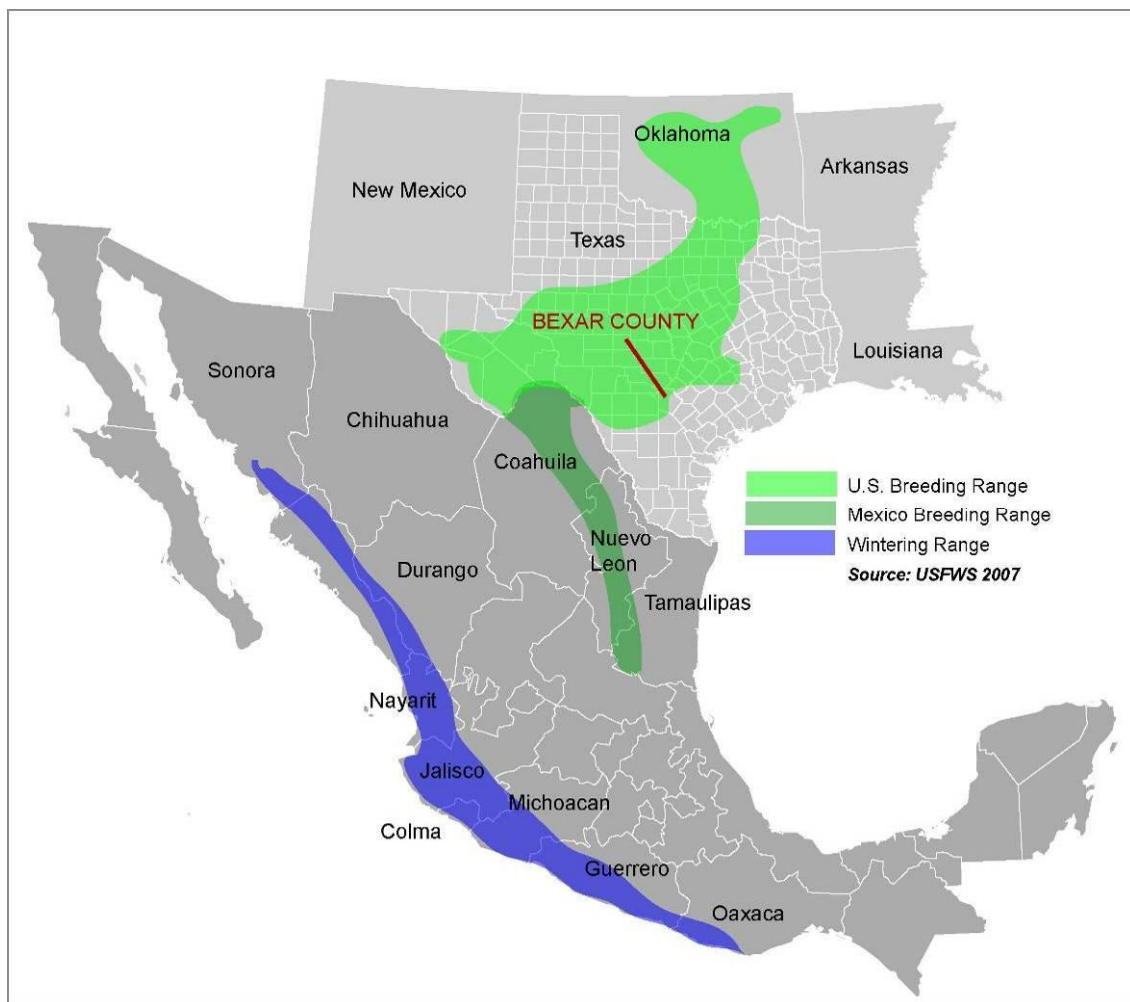 Oklahoma
Arkansas
New Mexico
Texas
BEXAR COUNTY
Louisiana
Sonora
Chihuahua
Coahuila
U.S. Breeding Range
Mexico Breeding Range
Wintering Range
Source: USFWS 2007
Nuevo
Leon
Durango
Tamaulipas
Nayarit
Jalisco
Michoacan
Colma
Guerrero
Oaxaca